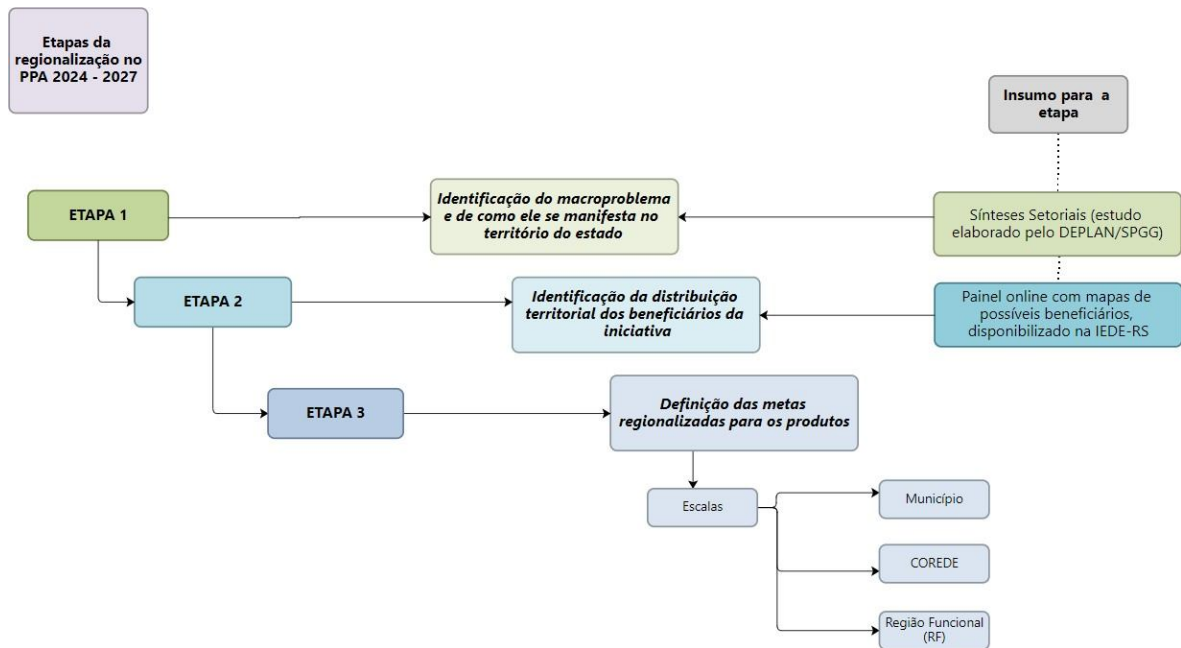 Etapas da
regionalização no
PPA 2024 - 2027
Insumo para a
etapa
ETAPA 1
Identificação do macroproblema
e de como ele se manifesta no
território do estado
Sínteses Setoriais (estudo
elaborado pelo DEPLAN/SPGG)
ETAPA 2
Identificação da distribuição
territorial dos beneficiários da
iniciativa
Painel online com mapas de
possíveis beneficiários,
disponibilizado na IEDE-RS
ETAPA 3
Definição das metas
regionalizadas para os produtos
Escalas
Município
COREDE
Região Funcional
(RF)